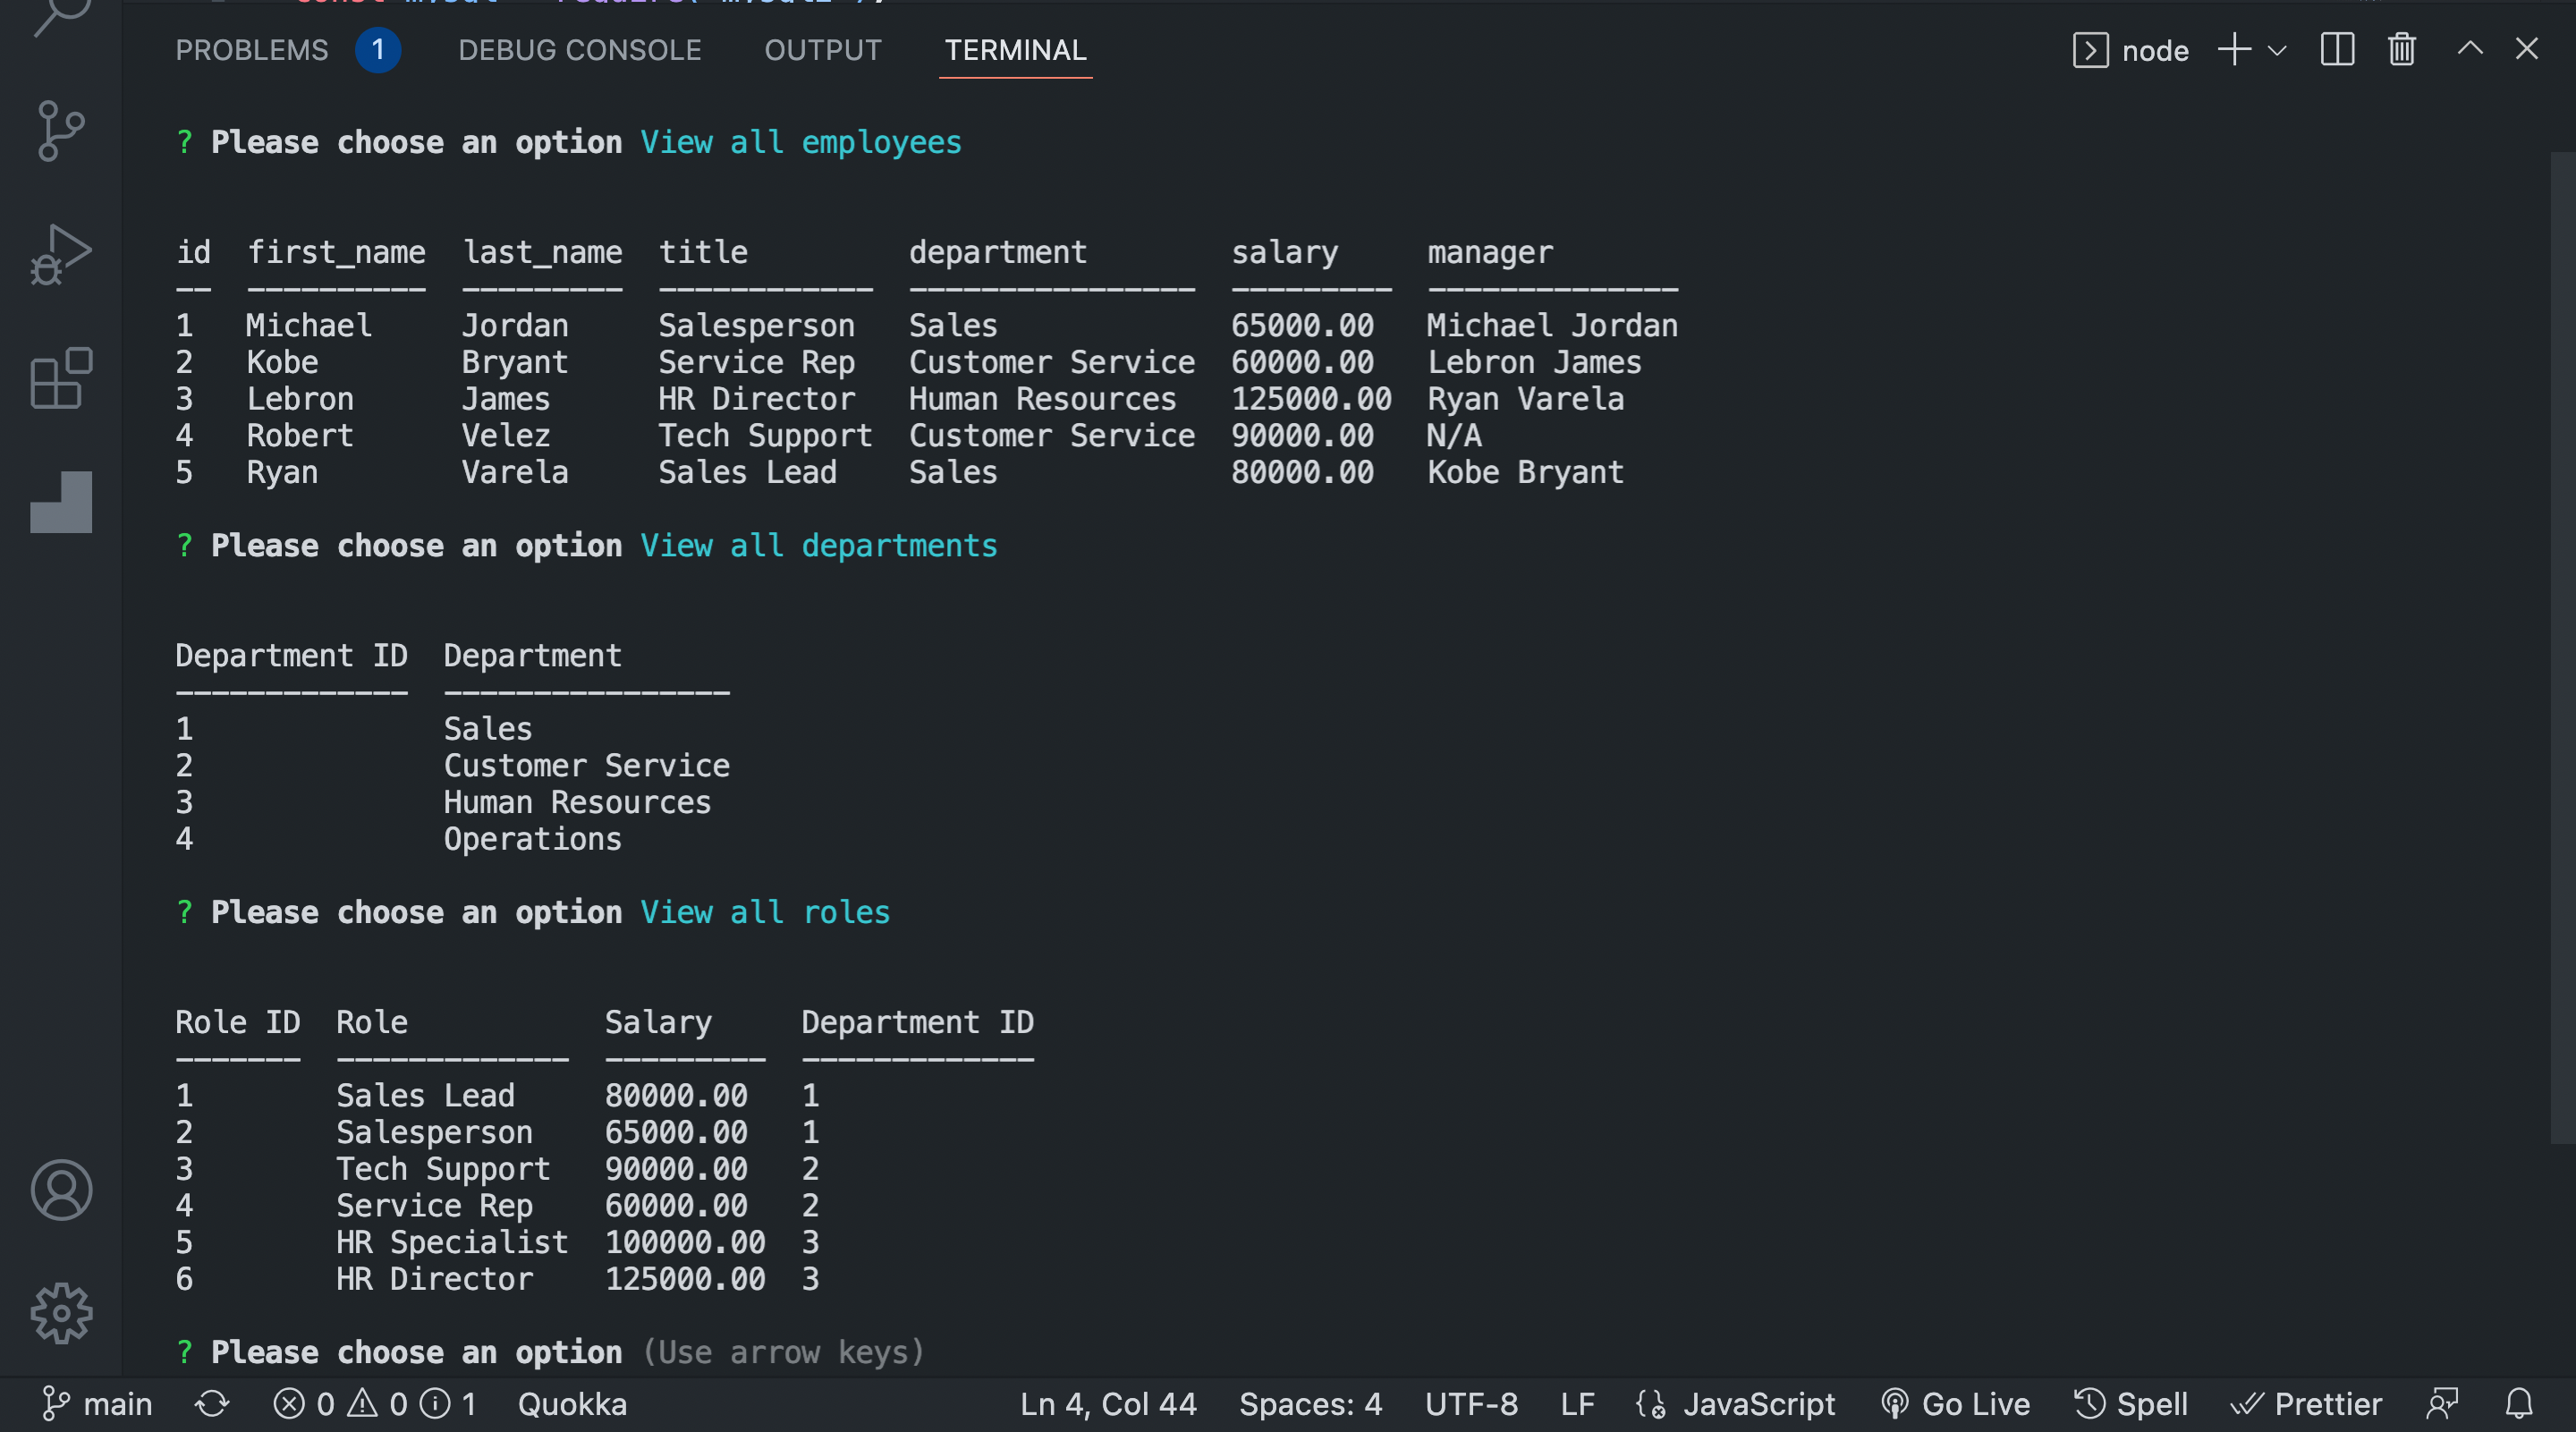 PROBLEMS 1 DEBUG CONSOLE OUTPUT TERMINAL node
? Please choose an option View all employees
id first_name last_name title department salary manager
-- ---------- --------- ------------ ---------------- --------- --------------
1 Michael Jordan Salesperson Sales 65000.00 Michael Jordan
2 Kobe Bryant Service Rep Customer Service 60000.00 Lebron James
3 Lebron James HR Director Human Resources 125000.00 Ryan Varela
4 Robert Velez Tech Support Customer Service 90000.00 N/A
5 Ryan Varela Sales Lead Sales 80000.00 Kobe Bryant
? Please choose an option View all departments
Department ID Department
------------- ----------------
1 Sales
2 Customer Service
3 Human Resources
4 Operations
? Please choose an option View all roles
Role ID Role Salary Department ID
------- ------------- --------- -------------
1 Sales Lead 80000.00 1
2 Salesperson 65000.00 1
3 Tech Support 90000.00 2
4 Service Rep 60000.00 2
5 HR Specialist 100000.00 3
6 HR Director 125000.00 3
? Please choose an option (Use arrow keys)
main 0 0 1 Quokka Ln 4, Col 44 Spaces: 4 UTF-8 LF JavaScript Go Live Spell Prettier